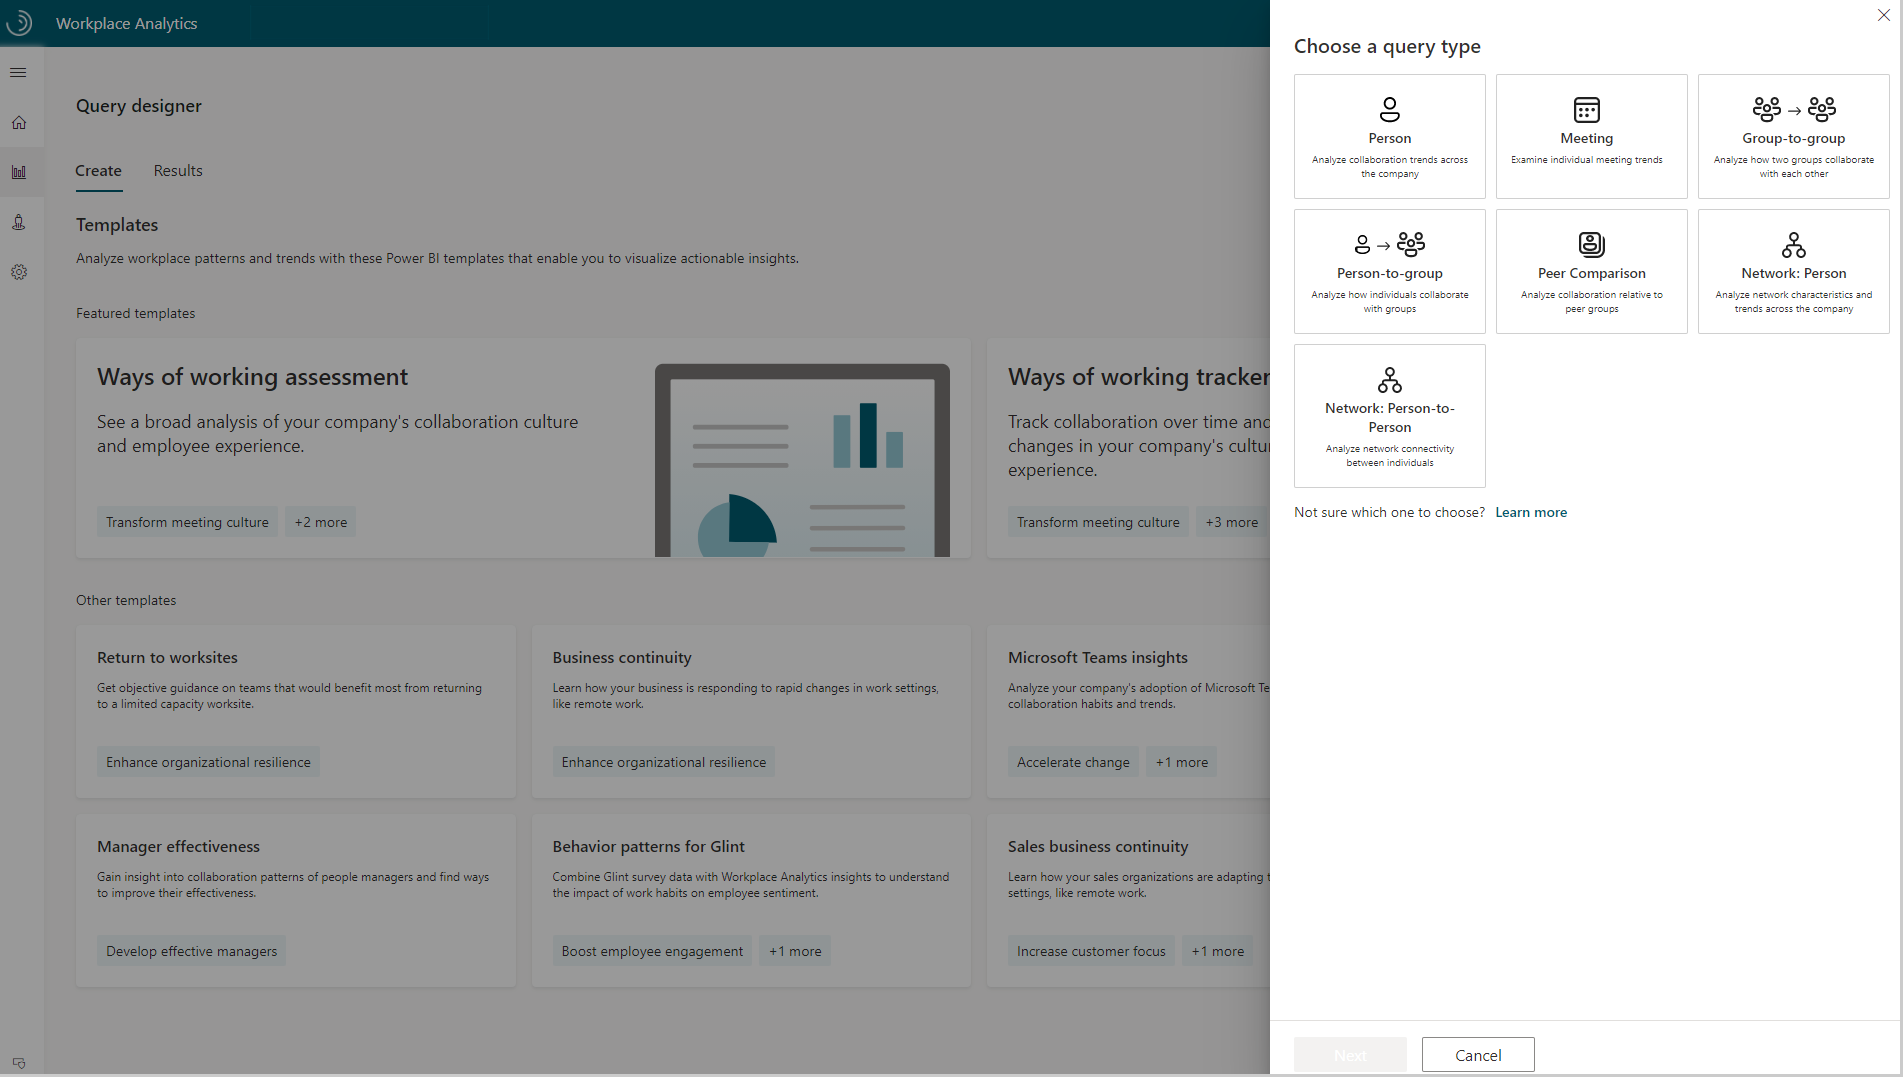 Workplace Analytics
Query designer
Create
Results
Templates
Analyze workplace patterns and trends with these Power BI templates that enable you to visualize actionable insights.
Featured templates
Ways of working assessment
See a broad analysis of your company's collaboration culture
and employee experience.
Transform meeting culture
+2 more
Ways of working tracker
Track collaboration over time and
changes in your company's
experience.
Transform meeting culture
+3 more
Other templates
Return to worksites
Get objective guidance on teams that would benefit most from returning
to a limited capacity worksite.
Enhance organizational resilience
Business continuity
Learn how your business is responding to rapid changes in work settings,
like remote work.
Enhance organizational resilience
Microsoft Teams insights
Analyze your company's adoption of Microsoft
collaboration habits and trends.
Accelerate change
+1 more
Manager effectiveness
Gain insight into collaboration patterns of people managers and find ways
to improve their effectiveness.
Develop effective managers
Behavior patterns for Glint
Combine Glint survey data with Workplace Analytics insights to understand
the impact of work habits on employee sentiment.
Boost employee engagement
+1 more
Sales business continuity
Learn how your sales organizations are adapting
settings, like remote work.
Increase customer focus
+1 more
Choose a query type
Person
Analyze collaboration trends across
the company
Meeting
Examine individual meeting trends
Group-to-group
Analyze how two groups collaborate
with each other
Person-to-group
Analyze how individuals collaborate
with groups
Peer Comparison
Analyze collaboration relative to
peer groups
Network: Person
Analyze network characteristics and
trends across the company
Network: Person-to-
Person
Analyze network connectivity
between individuals
Not sure which one to choose? Learn more
Next
Cancel